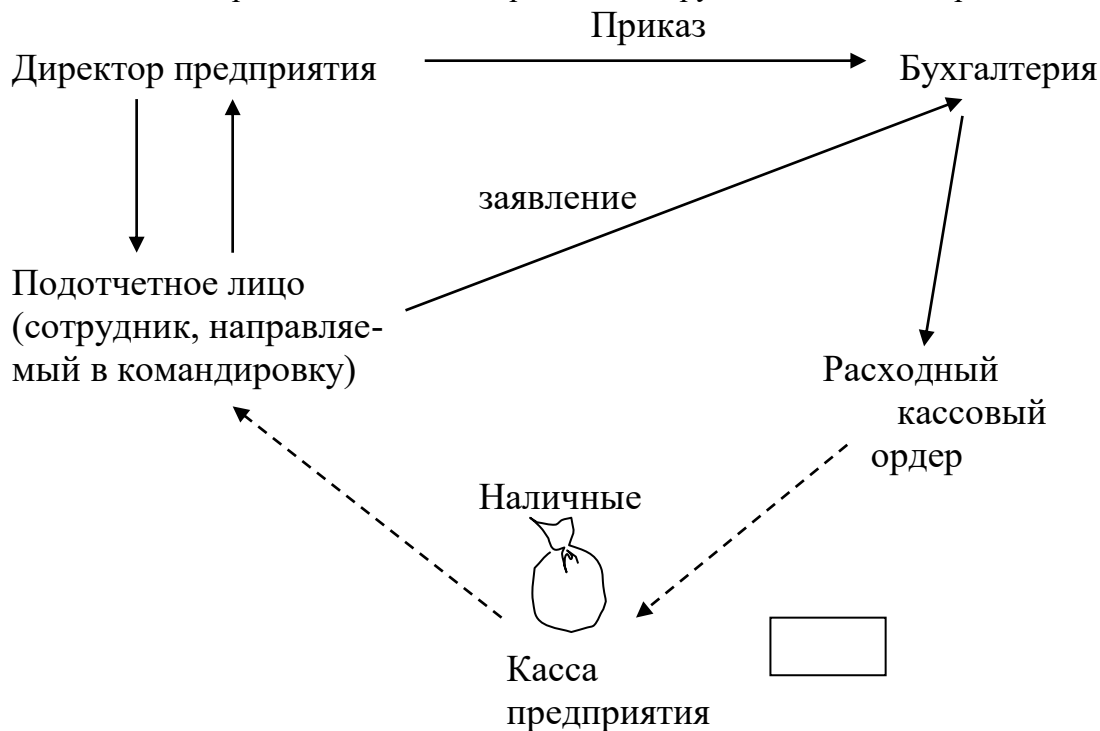 Приказ
Директор предприятия
Бухгалтерия
заявление
Подотчетное лицо
(сотрудник, направляе-
мый в командировку)
Расходный
кассовый
ордер
Наличные
Касса
предприятия